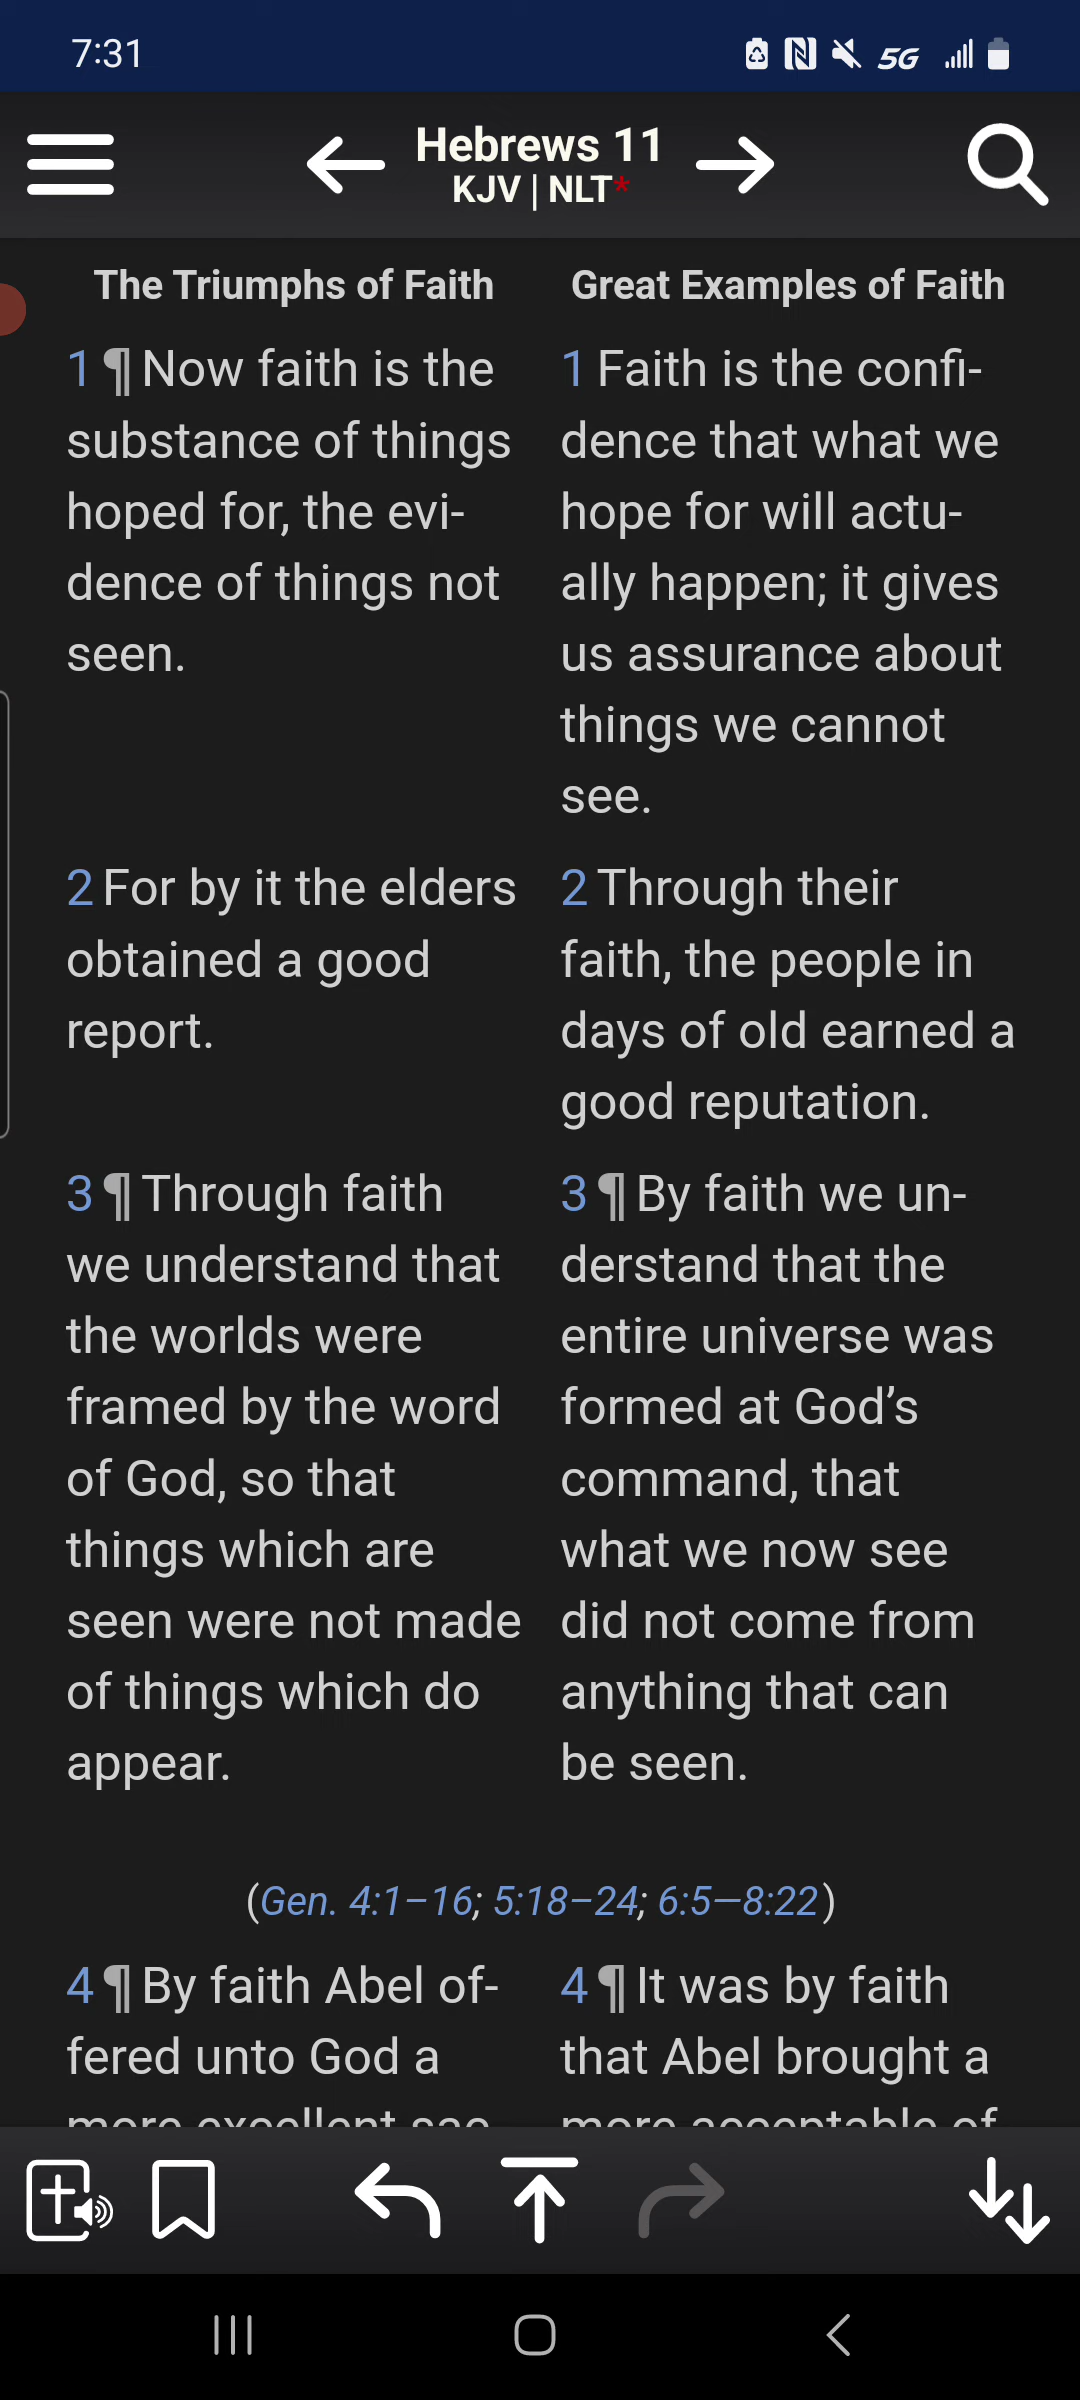 7:31
5G
Hebrews 11
KJV | NLT*
The Triumphs of Faith
1 ¶ Now faith is the
substance of things
hoped for, the evi-
dence of things not
seen.
2 For by it the elders
obtained a good
report.
3 ¶ Through faith
we understand that
the worlds were
framed by the word
of God, so that
things which are
seen were not made
of things which do
appear.
Great Examples of Faith
1 Faith is the confi-
dence that what we
hope for will actu-
ally happen; it gives
us assurance about
things we cannot
see.
2 Through their
faith, the people in
days of old earned a
good reputation.
3 ¶ By faith we un-
derstand that the
entire universe was
formed at God’s
command, that
what we now see
did not come from
anything that can
be seen.
(Gen. 4:1–16; 5:18–24; 6:5—8:22)
4 ¶ By faith Abel of-
fered unto God a
more excellent sac-
4 ¶ It was by faith
that Abel brought a
more acceptable of